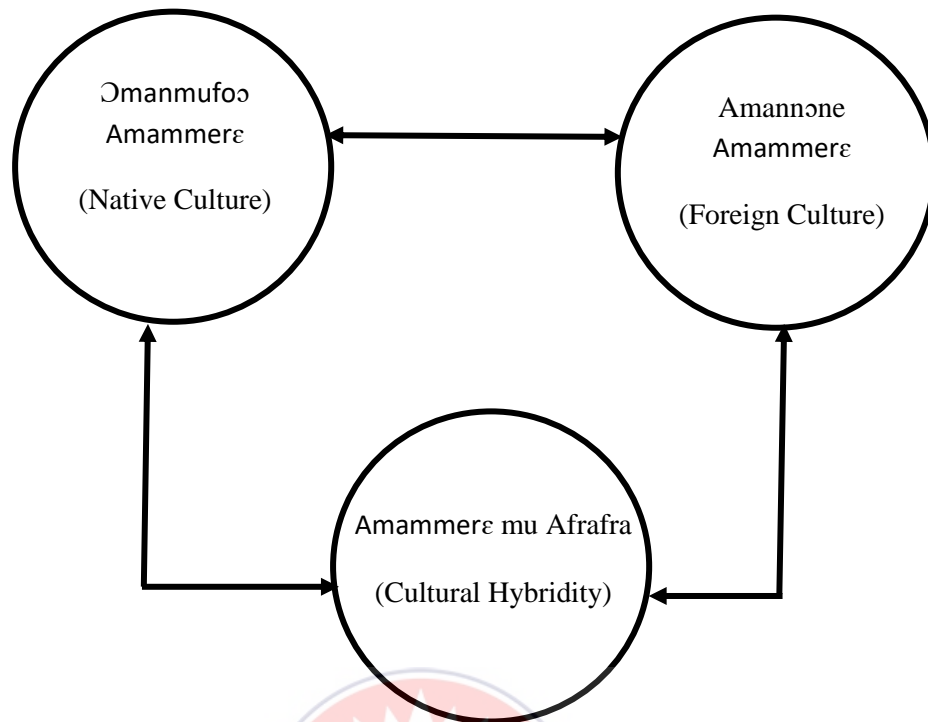 Ɔmanmufoɔ
Amammerɛ
(Native Culture)
Amannɔne
Amammerɛ
(Foreign Culture)
Amammerɛ mu Afrafra
(Cultural Hybridity)